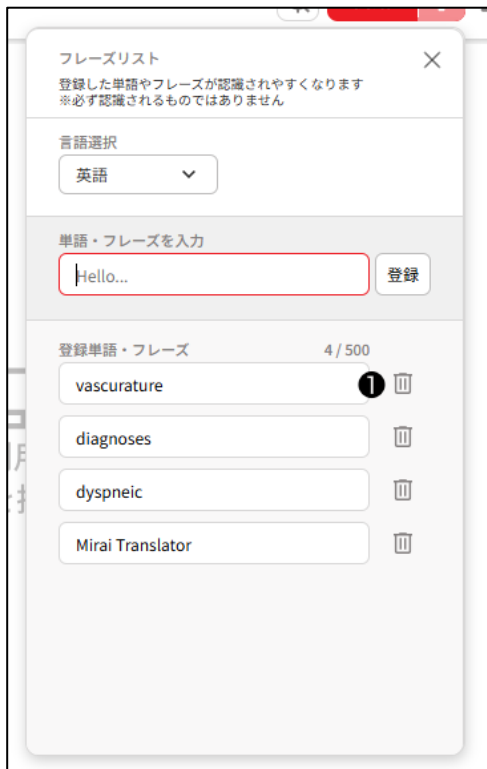 フレーズリスト
登録した単語やフレーズが認識されやすくなります
※必ず認識されるものではありません
言語選択
英語
単語・フレーズを入力
Hello...
登録
登録単語・フレーズ 4 / 500
vascurature ❶
diagnoses
dyspneic
Mirai Translator